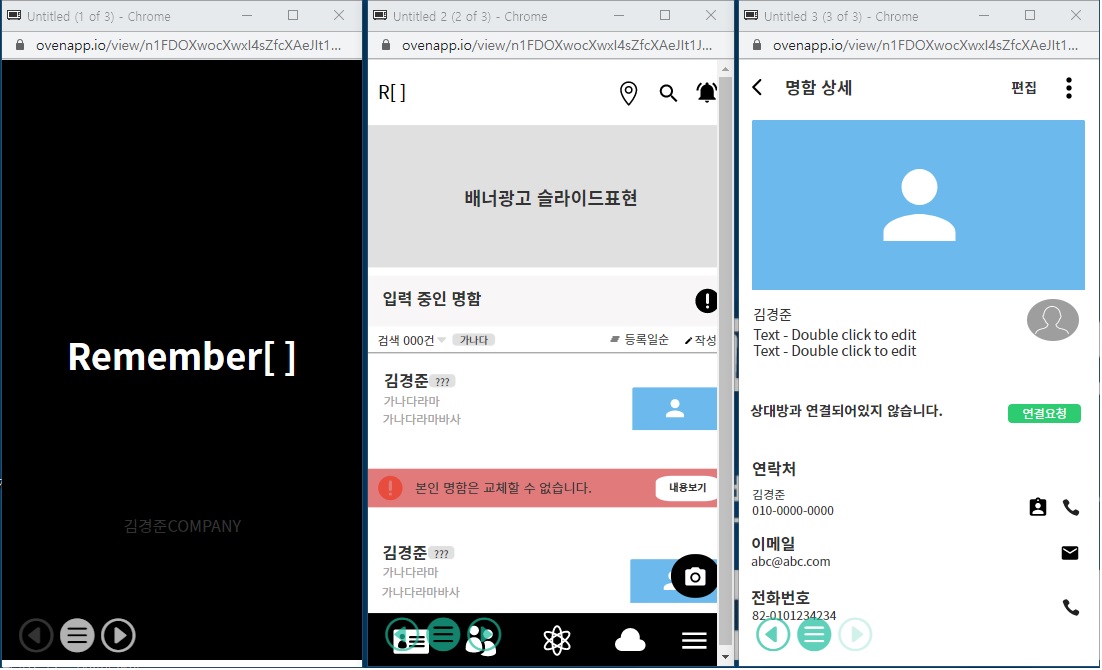 Untitled (1 of 3) - Chrome
ovenapp.io/view/n1FDOXwocXwxI4sZfcXAeJIt1...
Remember[ ]
김경준COMPANY
Untitled 2 (2 of 3) - Chrome
ovenapp.io/view/n1FDOXwocXwxI4sZfcXAeJIt1J...
R[ ]
배너광고 슬라이드표현
입력 중인 명함
검색 000건 가나다 등록일순 작성
김경준 ???
가나다라마
가나다라마바사
본인 명함은 교체할 수 없습니다. 내용보기
김경준 ???
가나다라마
가나다라마바사
Untitled 3 (3 of 3) - Chrome
ovenapp.io/view/n1FDOXwocXwxI4sZfcXAeJIt1...
명함 상세 편집
김경준
Text - Double click to edit
Text - Double click to edit
상대방과 연결되어있지 않습니다. 연결요청
연락처
김경준
010-0000-0000
이메일
abc@abc.com
전화번호
82-0101234234